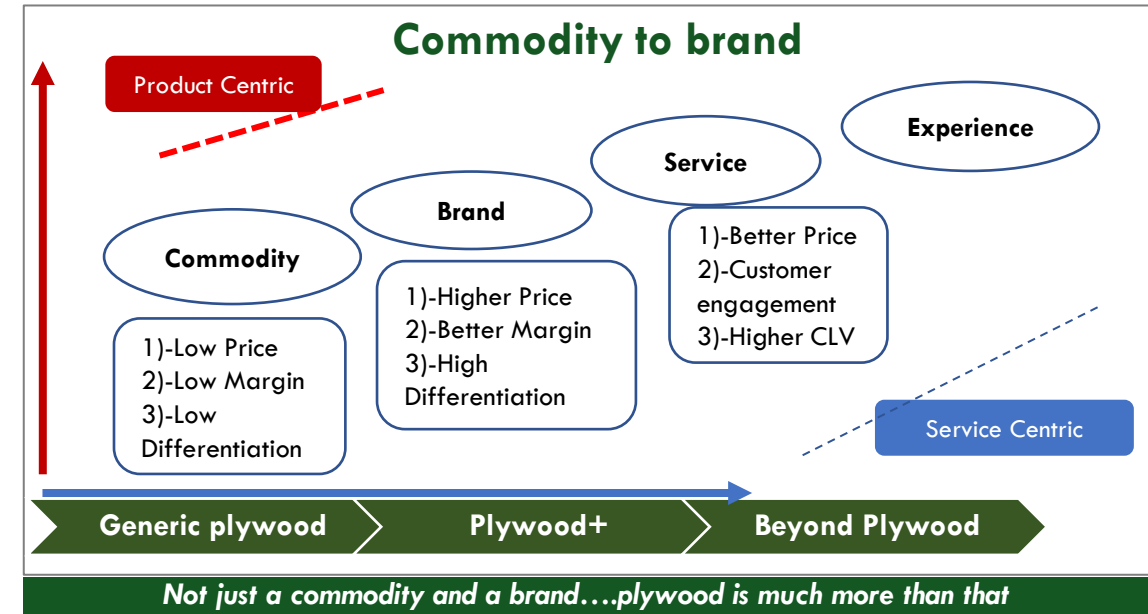 Commodity to brand
Product Centric
Commodity
1)-Low Price
2)-Low Margin
3)-Low
Differentiation
Brand
1)-Higher Price
2)-Better Margin
3)-High
Differentiation
Service
1)-Better Price
2)-Customer
engagement
3)-Higher CLV
Experience
Service Centric
Generic plywood
Plywood+
Beyond Plywood
Not just a commodity and a brand....plywood is much more than that